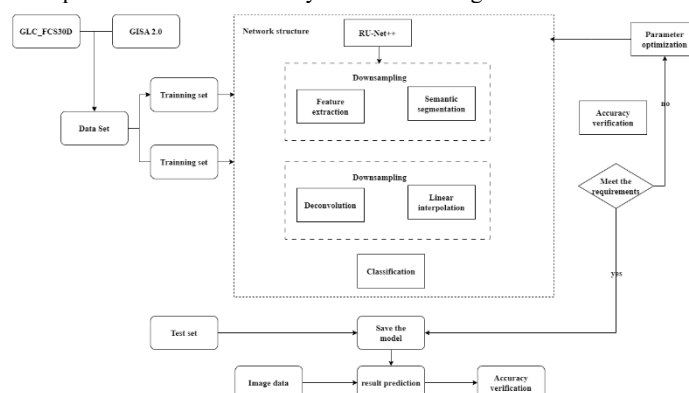 GLC_FCS30D
GISA 2.0
Network structure
RU-Net++
Parameter
optimization
Downsampling
Feature
extraction
Semantic
segmentation
Trainning set
Data Set
Trainning set
Accuracy
verification
no
Downsampling
Deconvolution
Linear
interpolation
Meet the
requirements
Classification
yes
Test set
Save the
model
Image data
result prediction
Accuracy
verification